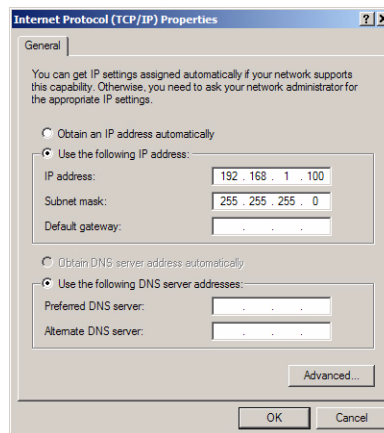 Internet Protocol (TCP/IP) Properties
General
You can get IP settings assigned automatically if your network supports
this capability. Otherwise, you need to ask your network administrator for
the appropriate IP settings.
Obtain an IP address automatically
Use the following IP address:
IP address: 192 . 168 . 1 . 100
Subnet mask: 255 . 255 . 255 . 0
Default gateway: . . .
Obtain DNS server address automatically
Use the following DNS server addresses:
Preferred DNS server: . . .
Alternate DNS server: . . .
Advanced...
OK Cancel